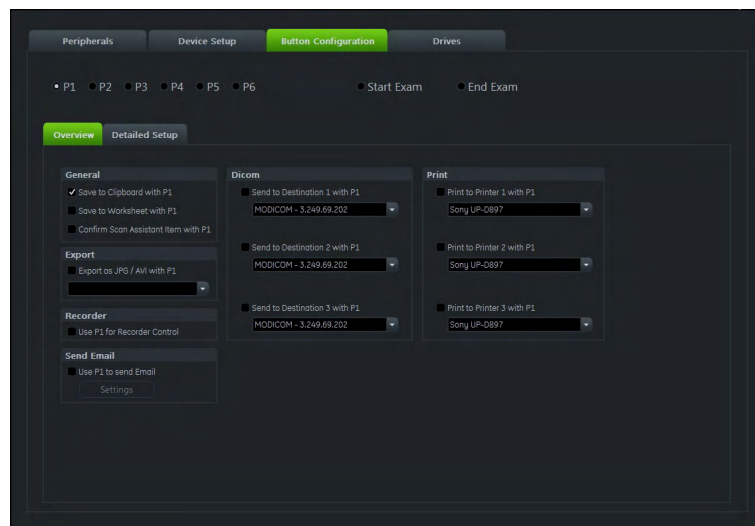 Peripherals Device Setup Button Configuration Drives
P1 P2 P3 P4 P5 P6 Start Exam End Exam
Overview Detailed Setup
General
Save to Clipboard with P1
Save to Worksheet with P1
Confirm Scan Assistant Item with P1
Export
Export as JPG / AVI with P1
Recorder
Use P1 for Recorder Control
Send Email
Use P1 to send Email
Settings
Dicom
Send to Destination 1 with P1
MODICOM - 3.249.69.202
Send to Destination 2 with P1
MODICOM - 3.249.69.202
Send to Destination 3 with P1
MODICOM - 3.249.69.202
Print
Print to Printer 1 with P1
Sony UP-D897
Print to Printer 2 with P1
Sony UP-D897
Print to Printer 3 with P1
Sony UP-D897